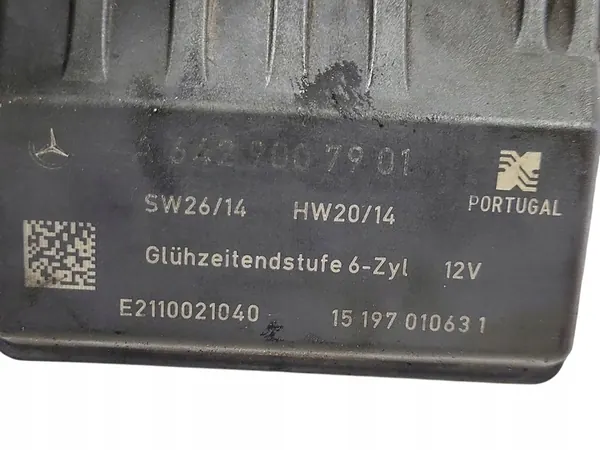 A 642 900 79 01
SW26/14 HW20/14
PORTUGAL
Glühzeitendstufe 6-Zyl 12V
E2110021040 15 197 01063 1